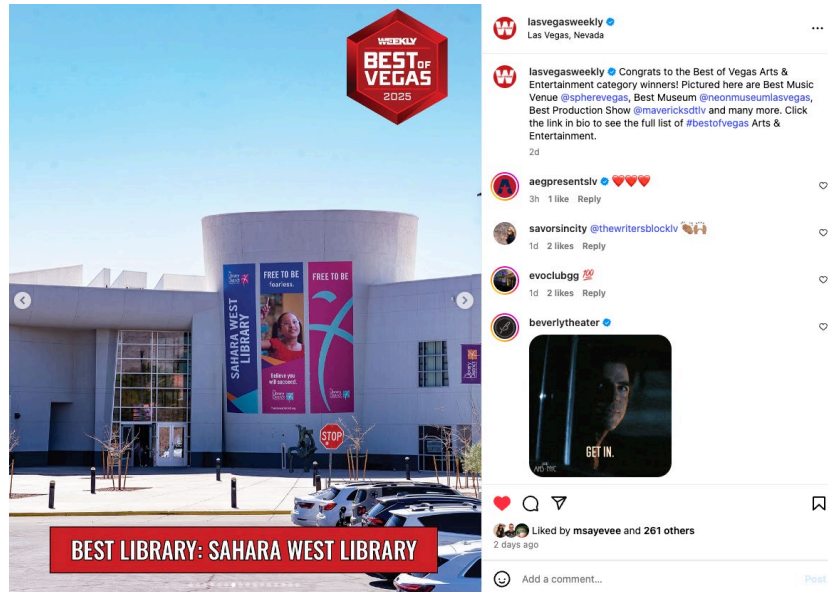 WEEKLY
BEST OF
VEGAS
2025
SAHARA WEST
LIBRARY
FREE TO BE
fearless.
Believe you
will succeed.
FREE TO BE
STOP
BEST LIBRARY: SAHARA WEST LIBRARY
lasvegasweekly
Las Vegas, Nevada
lasvegasweekly Congrats to the Best of Vegas Arts &
Entertainment category winners! Pictured here are Best Music
Venue @spherevegas, Best Museum @neonmuseumlasvegas,
Best Production Show @mavericksdtlv and many more. Click
the link in bio to see the full list of #bestofvegas Arts &
Entertainment.
2d
aegpresentslv ❤️❤️❤️
3h 1 like Reply
savorsincity @thewritersblocklv 👏🏽🙌🏽
1d 2 likes Reply
evoclubgg 💯
1d 2 likes Reply
beverlytheater
GET IN.
Liked by msayevee and 261 others
2 days ago
Add a comment...
Post